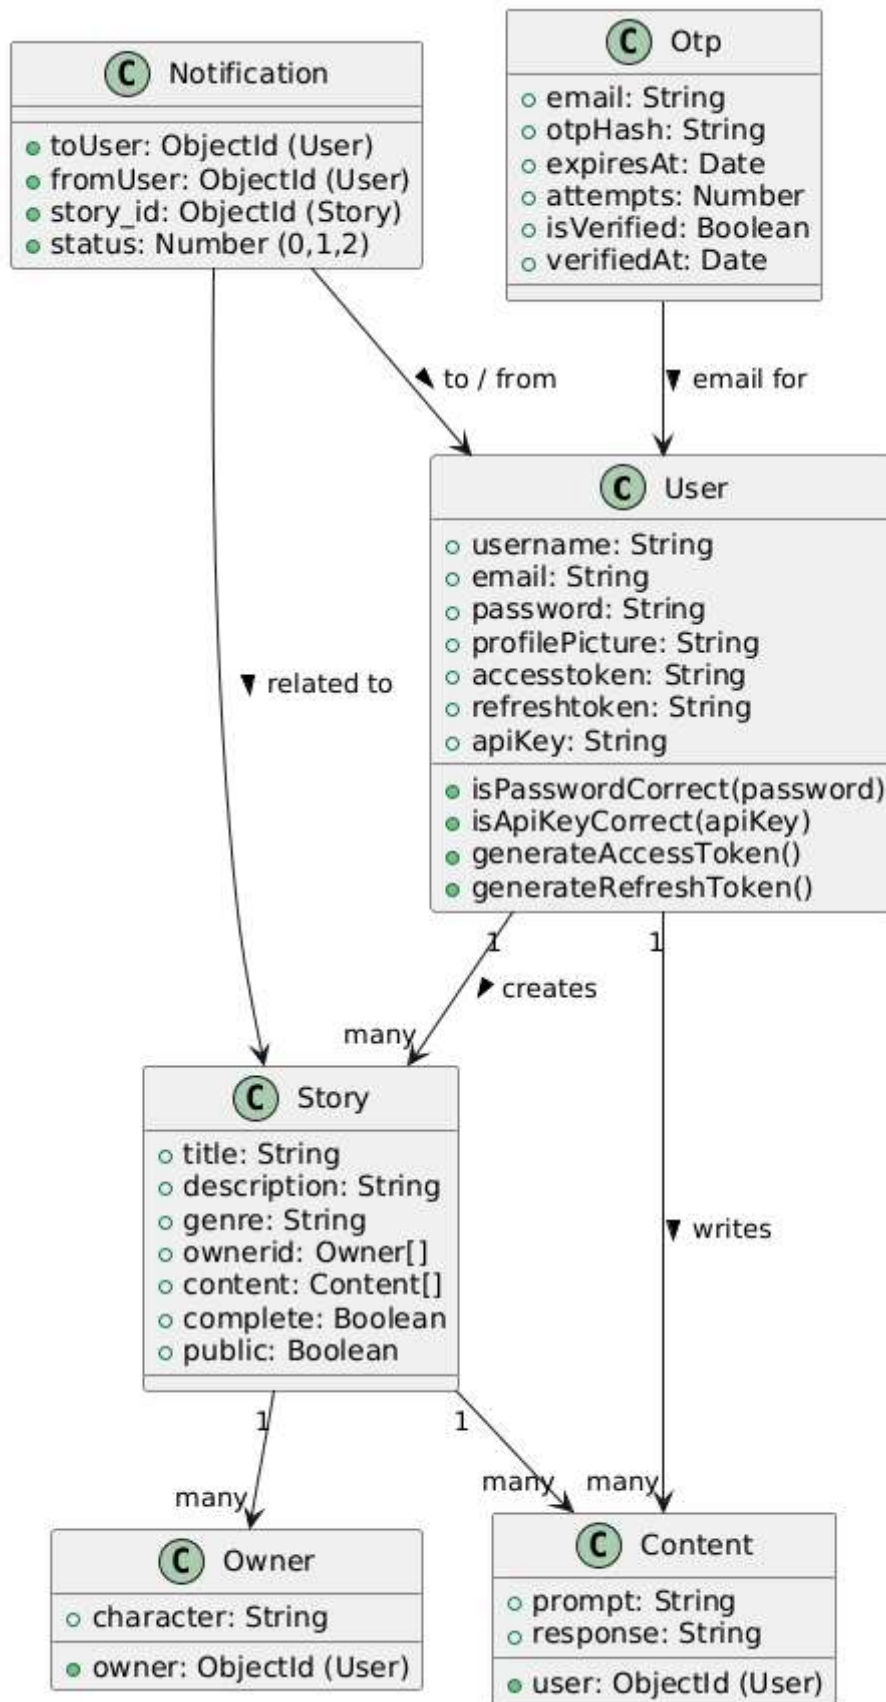 C Notification
toUser: ObjectId (User)
fromUser: ObjectId (User)
story_id: ObjectId (Story)
status: Number (0,1,2)
C Otp
email: String
otpHash: String
expiresAt: Date
attempts: Number
isVerified: Boolean
verifiedAt: Date
to / from
email for
C User
username: String
email: String
password: String
profilePicture: String
accesstoken: String
refreshtoken: String
apiKey: String
isPasswordCorrect(password)
isApiKeyCorrect(apiKey)
generateAccessToken()
generateRefreshToken()
related to
1
1
creates
many
C Story
title: String
description: String
genre: String
ownerid: Owner[]
content: Content[]
complete: Boolean
public: Boolean
writes
1
1
many
many
many
C Owner
character: String
owner: ObjectId (User)
C Content
prompt: String
response: String
user: ObjectId (User)